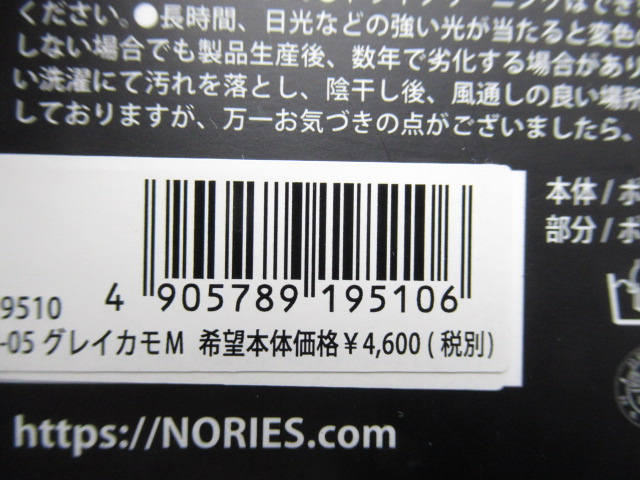 ください。●長時間、日光などの強い光が当たると変色
しない場合でも製品生産後、数年で劣化する場合があり
い洗濯にて汚れを落とし、陰干し後、風通しの良い場所
しておりますが、万一お気づきの点がございましたら、
本体/ポ
部分/ポ
9510
4 905789 195106
-05 グレイカモM 希望本体価格￥4,600(税別)
https://NORIES.com